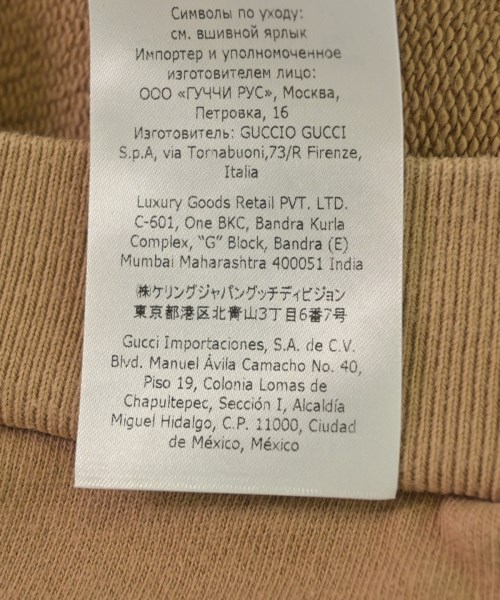 Символы по уходу:
см. вшивной ярлык
Импортер и уполномоченное
изготовителем лицо:
ООО «ГУЧЧИ РУС», Москва,
Петровка, 16
Изготовитель: GUCCIO GUCCI
S.p.A, via Tornabuoni,73/R Firenze,
Italia
Luxury Goods Retail PVT. LTD.
C-601, One BKC, Bandra Kurla
Complex, “G” Block, Bandra (E)
Mumbai Maharashtra 400051 India
㈱ケリングジャパングッチディビジョン
東京都港区北青山3丁目6番7号
Gucci Importaciones, S.A. de C.V.
Blvd. Manuel Ávila Camacho No. 40,
Piso 19, Colonia Lomas de
Chapultepec, Sección I, Alcaldía
Miguel Hidalgo, C.P. 11000, Ciudad
de México, México